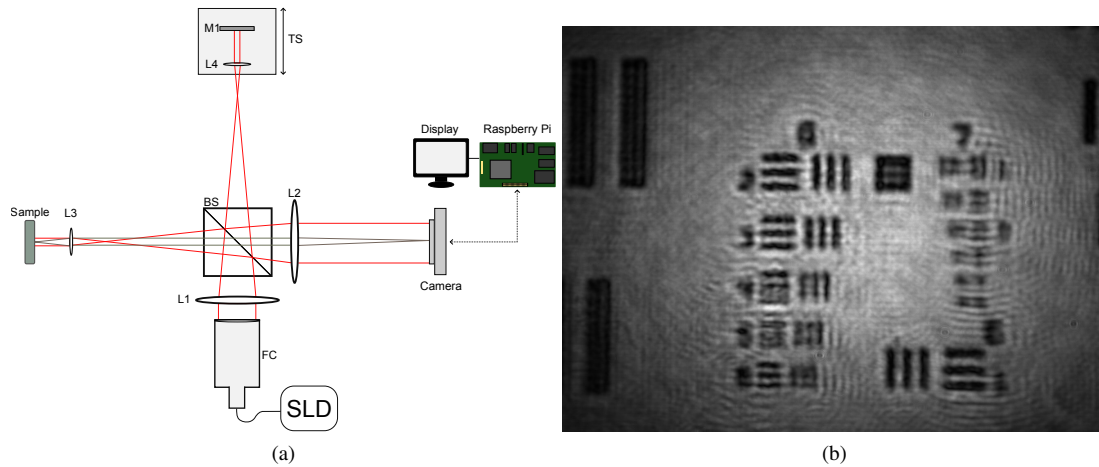 M1
TS
L4
Display
Raspberry Pi
BS
L2
Sample
L3
Camera
L1
FC
SLD
(a)
(b)